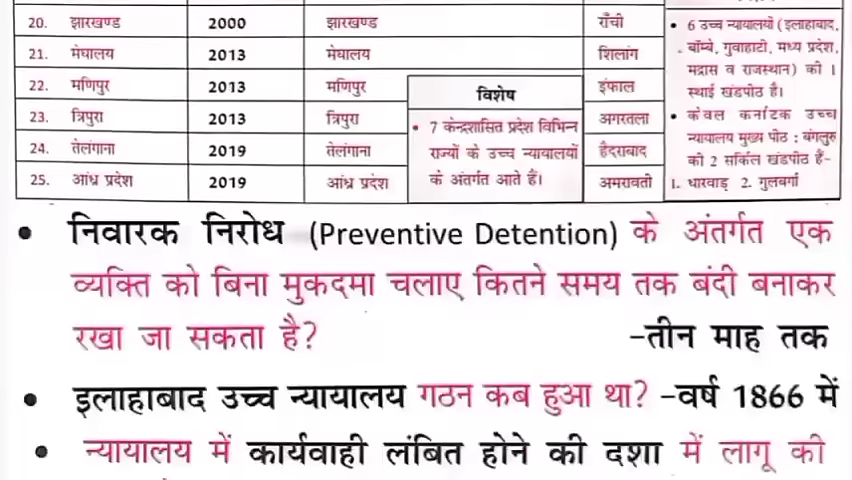 20. झारखण्ड 2000 झारखण्ड राँची
21. मेघालय 2013 मेघालय शिलांग
22. मणिपुर 2013 मणिपुर इंफाल
23. त्रिपुरा 2013 त्रिपुरा अगरतला
24. तेलंगाना 2019 तेलंगाना हैदराबाद
25. आंध्र प्रदेश 2019 आंध्र प्रदेश अमरावती
विशेष
• 7 केन्द्रशासित प्रदेश विभिन्न
राज्यों के उच्च न्यायालयों
के अंतर्गत आते हैं।
• 6 उच्च न्यायालयों (इलाहाबाद,
बॉम्बे, गुवाहाटी, मध्य प्रदेश,
मद्रास व राजस्थान) की 1
स्थाई खंडपीठ है।
• केवल कर्नाटक उच्च
न्यायालय मुख्य पीठ : बंगलुरु
की 2 सर्किल खंडपीठ हैं-
1. धारवाड़ 2. गुलबर्गा
• निवारक निरोध (Preventive Detention) के अंतर्गत एक
व्यक्ति को बिना मुकदमा चलाए कितने समय तक बंदी बनाकर
रखा जा सकता है? -तीन माह तक
• इलाहाबाद उच्च न्यायालय गठन कब हुआ था? -वर्ष 1866 में
• न्यायालय में कार्यवाही लंबित होने की दशा में लागू की